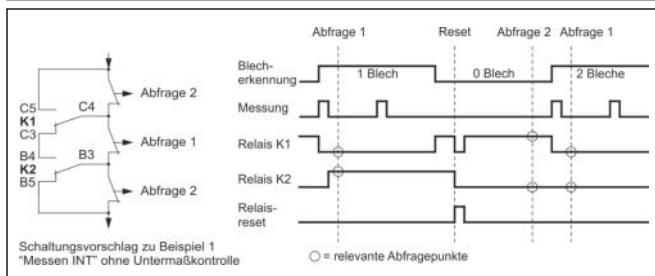 Abfrage 1 Reset Abfrage 2 Abfrage 1
Blech-
erkennung
1 Blech 0 Blech 2 Bleche
Messung
Relais K1
Relais K2
Relais-
reset
Abfrage 2
C5 C4
K1
C3
Abfrage 1
B4 B3
K2
B5
Abfrage 2
Schaltungsvorschlag zu Beispiel 1
"Messen INT" ohne Untermaßkontrolle
= relevante Abfragepunkte